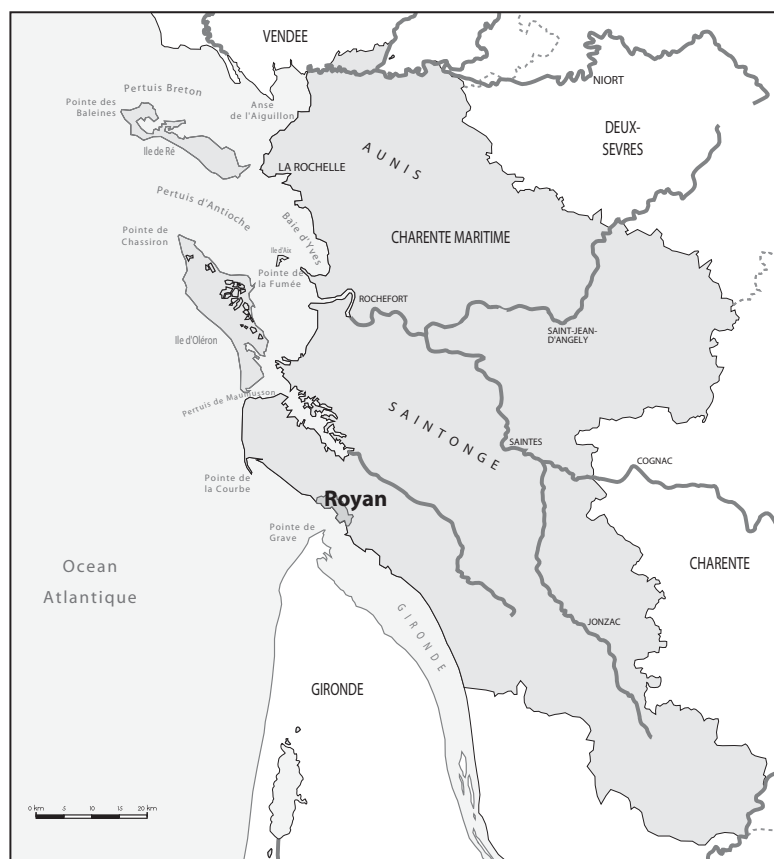 VENDEE
NIORT
Pertuis Breton
Pointe des
Baleines
Anse
de l'Aiguillon
DEUX-
SEVRES
Ile de Ré
LA ROCHELLE
AUNIS
Pertuis d'Antioche
Baie d'Yves
Pointe de
Chassiron
CHARENTE MARITIME
Ile d'Aix
Pointe de
la Fumée
ROCHEFORT
SAINT-JEAN-
D'ANGELY
Ile d'Oléron
Pertuis de Maumusson
SAINTONGE
SAINTES
COGNAC
Pointe de
la Courbe
Royan
Pointe de
Grave
Ocean
Atlantique
CHARENTE
GIRONDE
JONZAC
GIRONDE
0 km 5 10 15 20 km